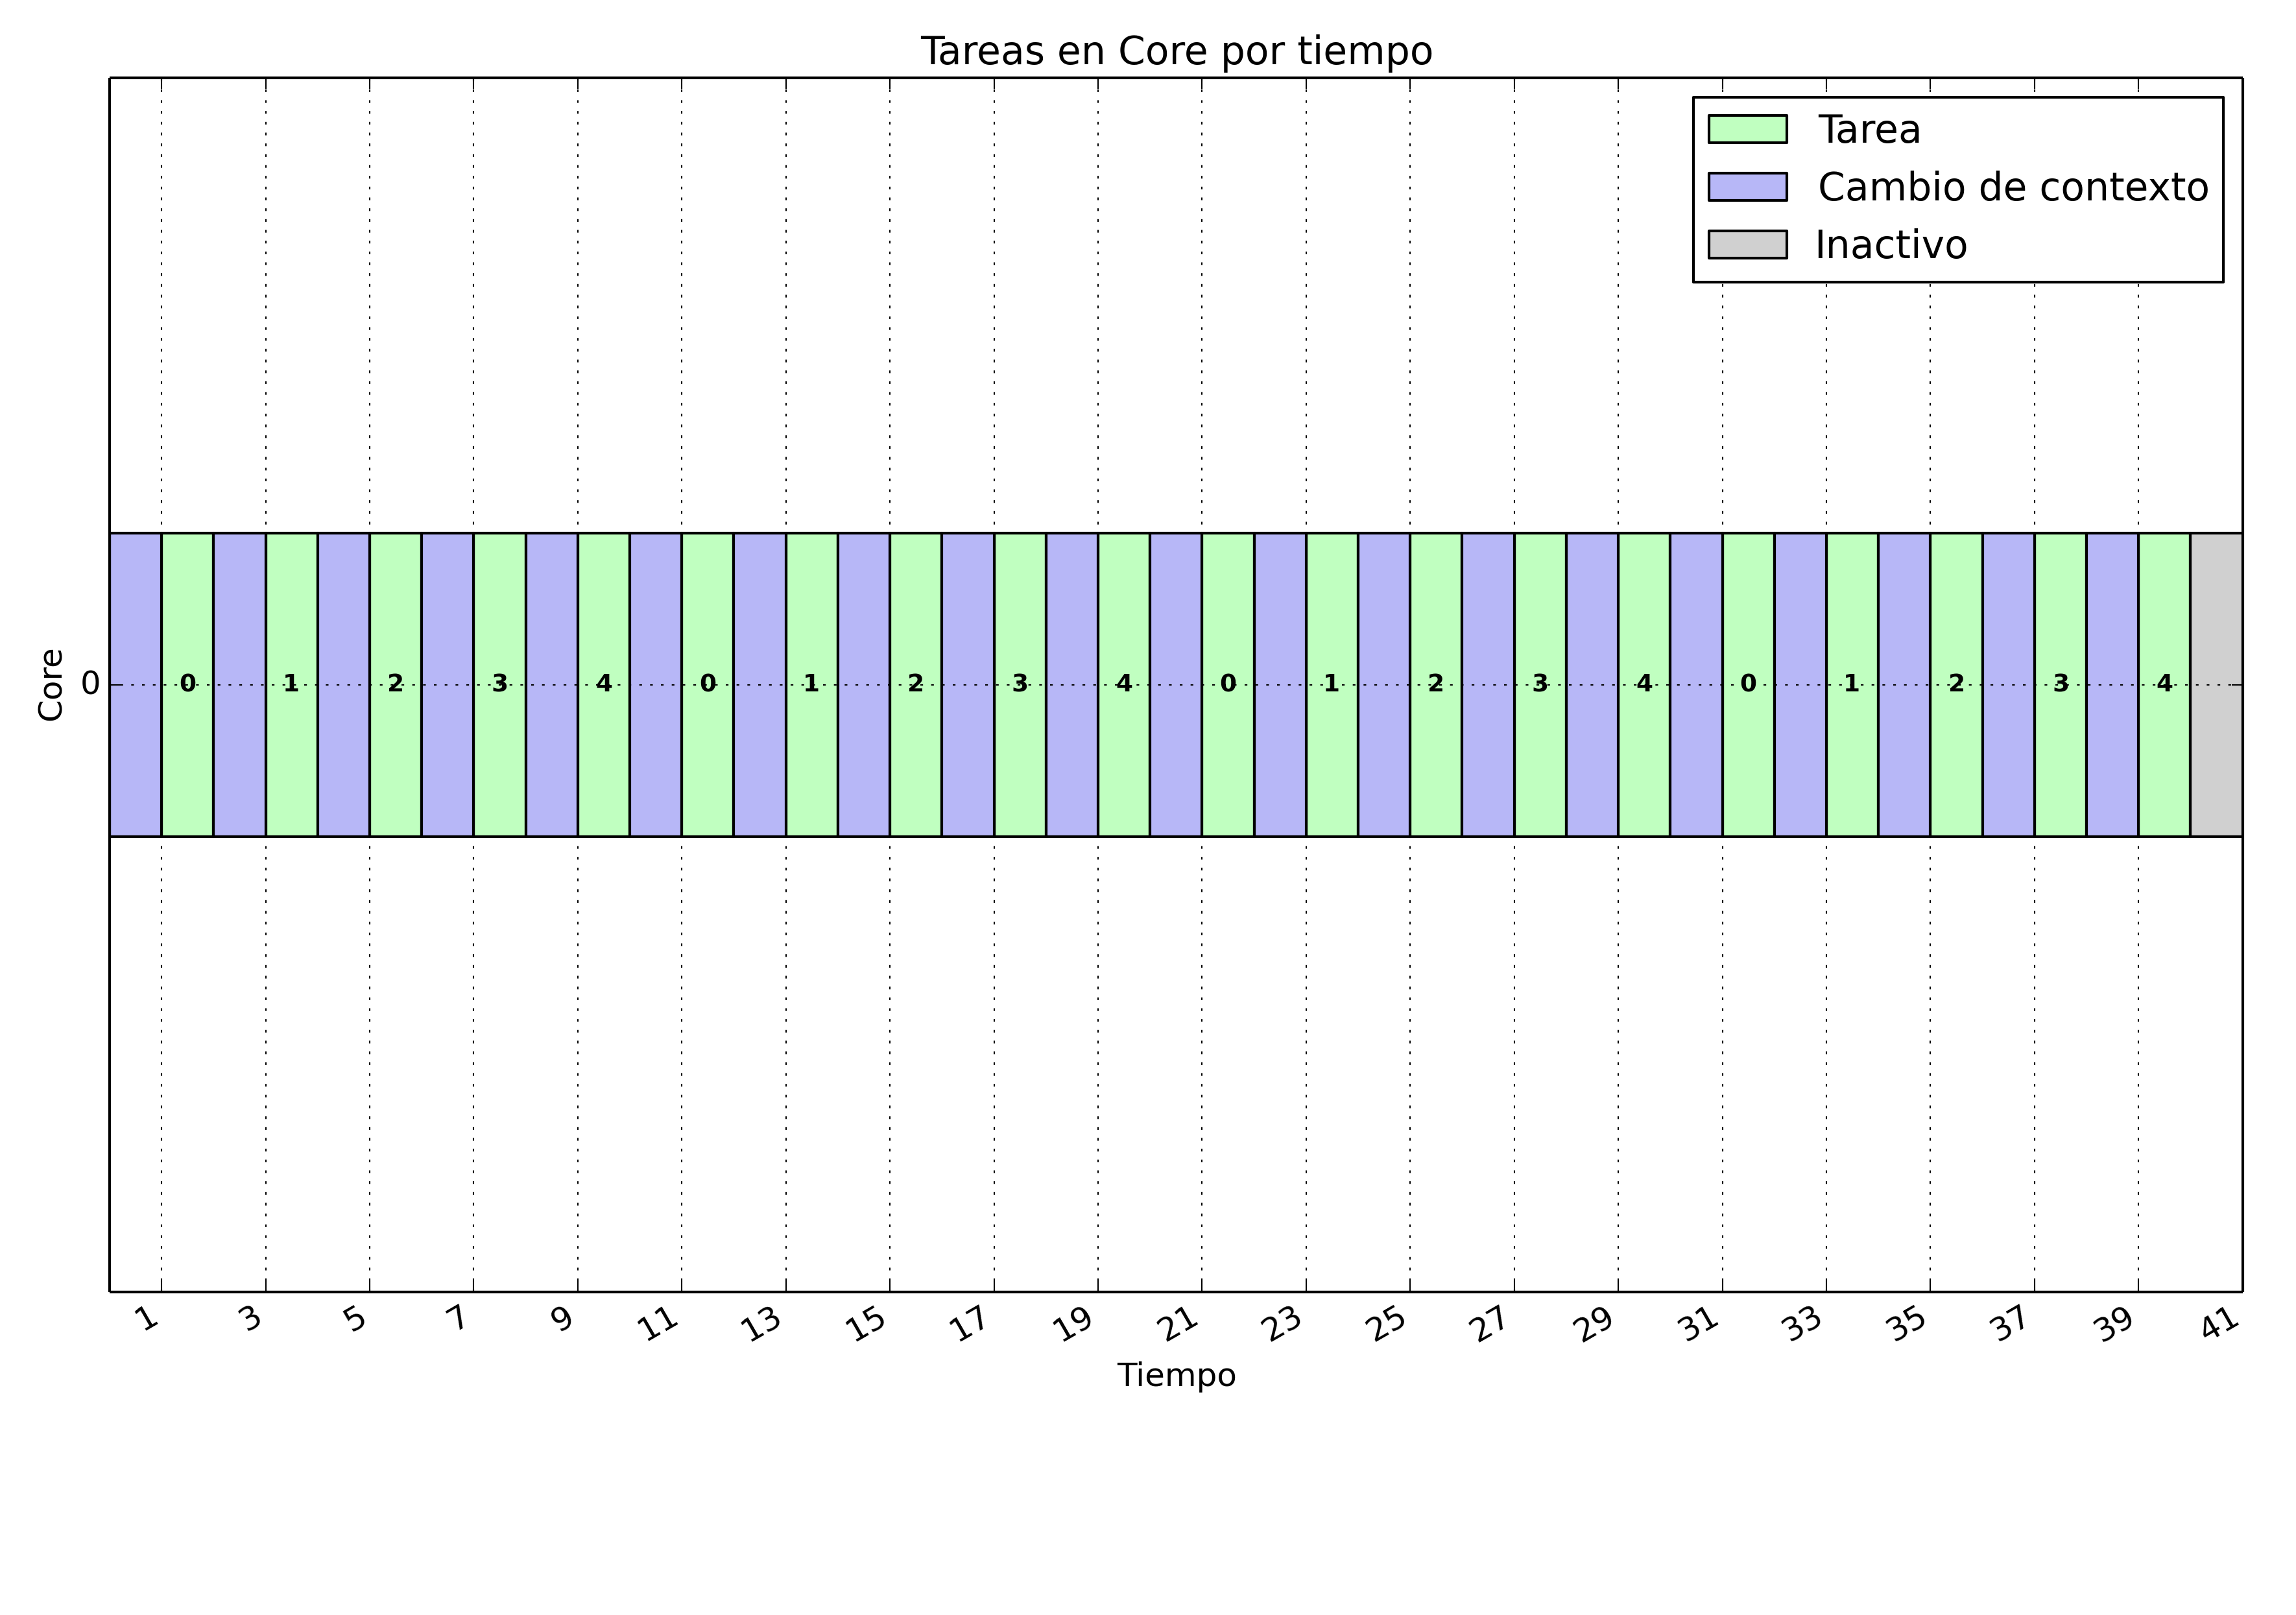 Tareas en Core por tiempo
Tarea
Cambio de contexto
Inactivo
Core
0
0 1 2 3 4 0 1 2 3 4 0 1 2 3 4 0 1 2 3 4
1 3 5 7 9 11 13 15 17 19 21 23 25 27 29 31 33 35 37 39 41
Tiempo